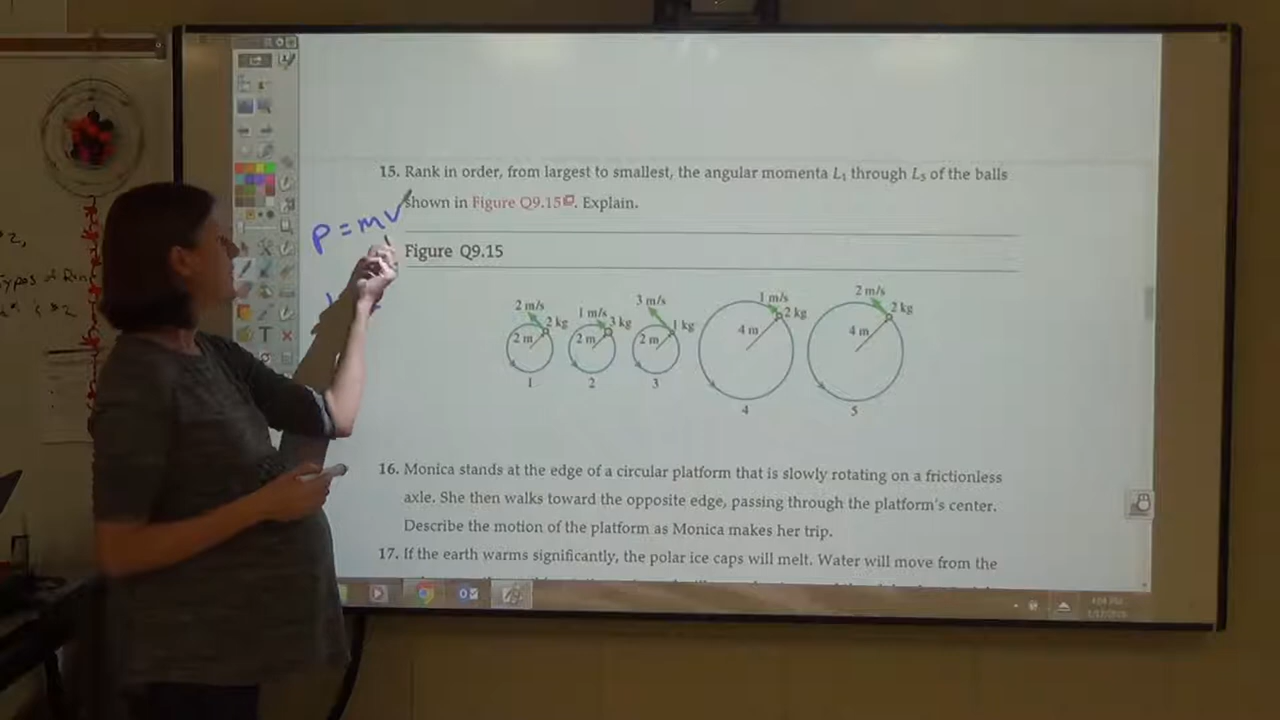 15. Rank in order, from largest to smallest, the angular momenta L₁ through L₅ of the balls
shown in Figure Q9.15. Explain.
P = mv
Figure Q9.15
2 m/s 1 m/s 3 m/s 1 m/s 2 m/s
2 kg 3 kg 1 kg 2 kg 2 kg
2 m 2 m 2 m 4 m 4 m
1 2 3 4 5
16. Monica stands at the edge of a circular platform that is slowly rotating on a frictionless
axle. She then walks toward the opposite edge, passing through the platform's center.
Describe the motion of the platform as Monica makes her trip.
17. If the earth warms significantly, the polar ice caps will melt. Water will move from the